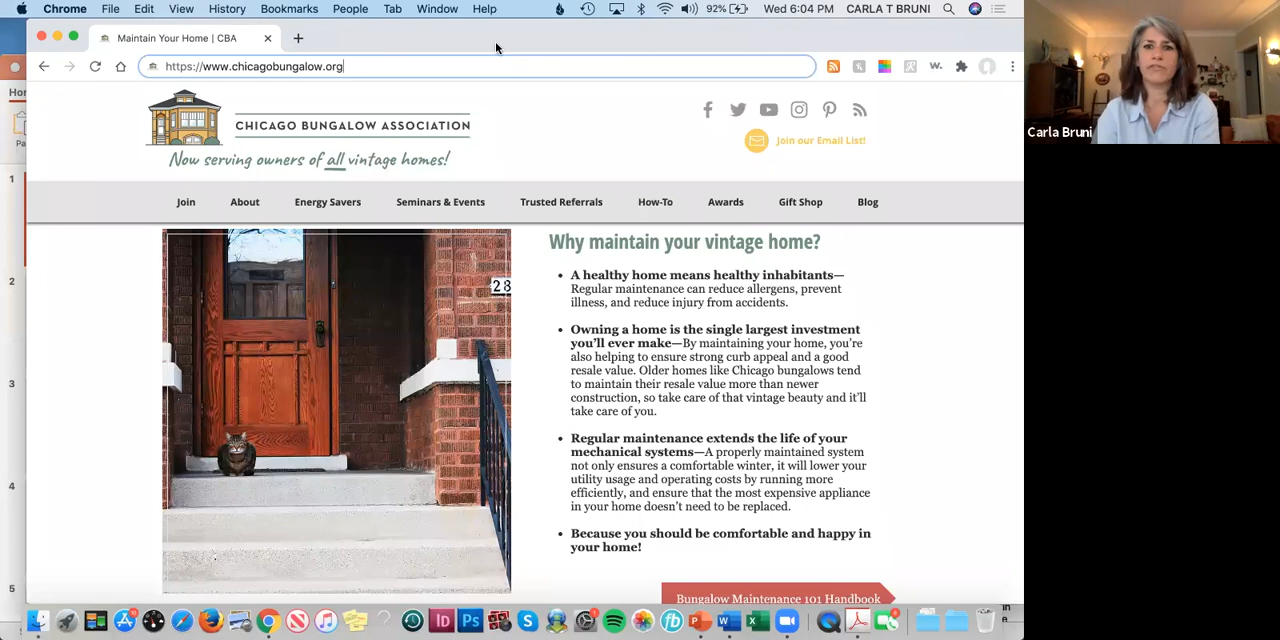 Chrome File Edit View History Bookmarks People Tab Window Help 92% Wed 6:04 PM CARLA T BRUNI
Maintain Your Home | CBA
https://www.chicagobungalow.org
CHICAGO BUNGALOW ASSOCIATION
Now serving owners of all vintage homes!
Join our Email List!
Carla Bruni
Join About Energy Savers Seminars & Events Trusted Referrals How-To Awards Gift Shop Blog
28
Why maintain your vintage home?
• A healthy home means healthy inhabitants—
Regular maintenance can reduce allergens, prevent
illness, and reduce injury from accidents.
• Owning a home is the single largest investment
you'll ever make—By maintaining your home, you're
also helping to ensure strong curb appeal and a good
resale value. Older homes like Chicago bungalows tend
to maintain their resale value more than newer
construction, so take care of that vintage beauty and it'll
take care of you.
• Regular maintenance extends the life of your
mechanical systems—A properly maintained system
not only ensures a comfortable winter, it will lower your
utility usage and operating costs by running more
efficiently, and ensure that the most expensive appliance
in your home doesn't need to be replaced.
• Because you should be comfortable and happy in
your home!
Bungalow Maintenance 101 Handbook
Ho
Pa
1
2
3
4
5